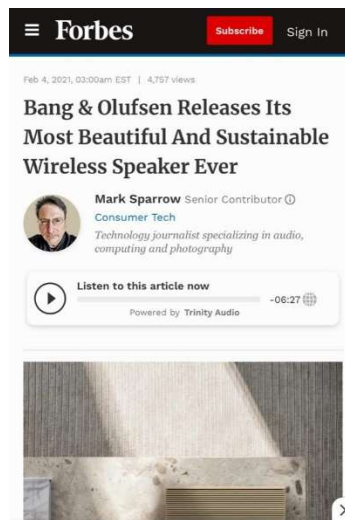 Forbes
Subscribe
Sign In
Feb 4, 2021, 03:00am EST | 4,757 views
Bang & Olufsen Releases Its
Most Beautiful And Sustainable
Wireless Speaker Ever
Mark Sparrow Senior Contributor
Consumer Tech
Technology journalist specializing in audio,
computing and photography
Listen to this article now
-06:27
Powered by Trinity Audio